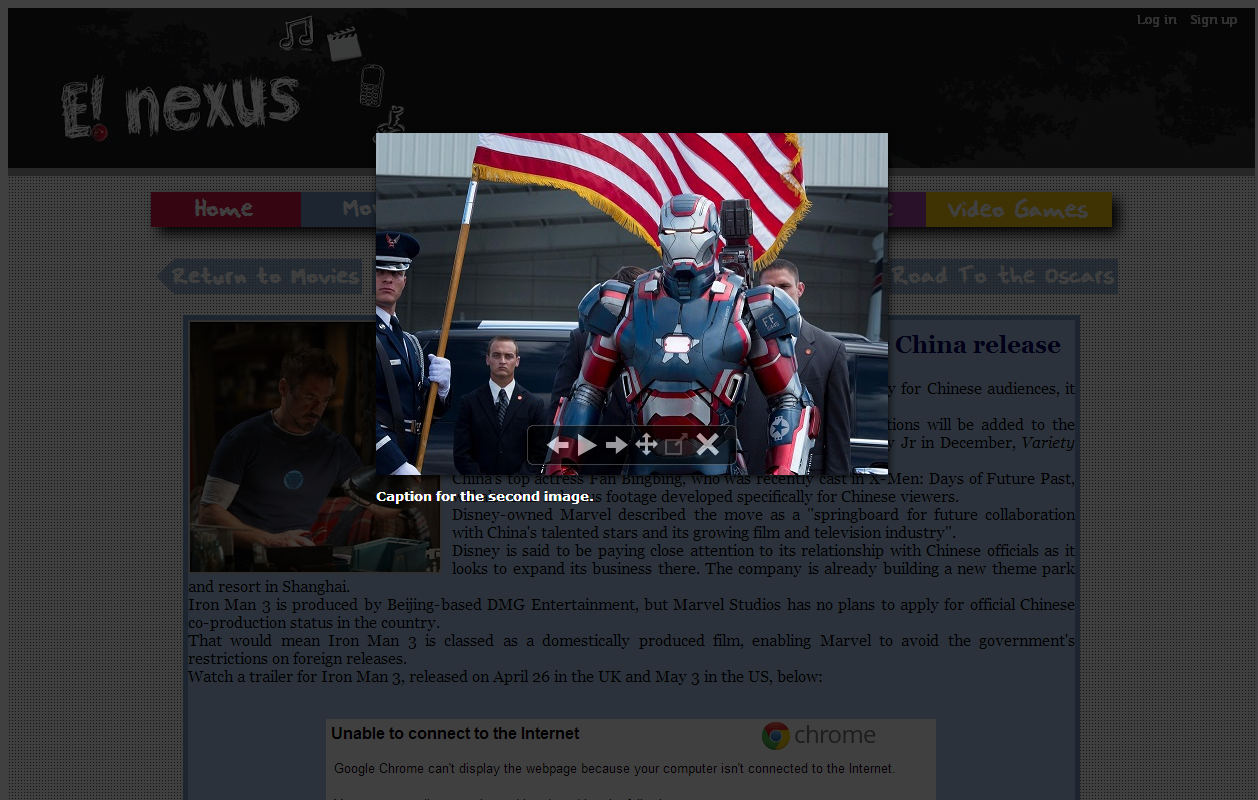 Log in Sign up
E! nexus
Home Mo Video Games
Return to Movies Road To the Oscars
China release
y for Chinese audiences, it
tions will be added to the
y Jr in December, Variety
China's top actress Fan Bingbing, who was recently cast in X-Men: Days of Future Past,
Caption for the second image.
s footage developed specifically for Chinese viewers.
Disney-owned Marvel described the move as a "springboard for future collaboration
with China's talented stars and its growing film and television industry".
Disney is said to be paying close attention to its relationship with Chinese officials as it
looks to expand its business there. The company is already building a new theme park
and resort in Shanghai.
Iron Man 3 is produced by Beijing-based DMG Entertainment, but Marvel Studios has no plans to apply for official Chinese
co-production status in the country.
That would mean Iron Man 3 is classed as a domestically produced film, enabling Marvel to avoid the government's
restrictions on foreign releases.
Watch a trailer for Iron Man 3, released on April 26 in the UK and May 3 in the US, below:
Unable to connect to the Internet
chrome
Google Chrome can't display the webpage because your computer isn't connected to the Internet.